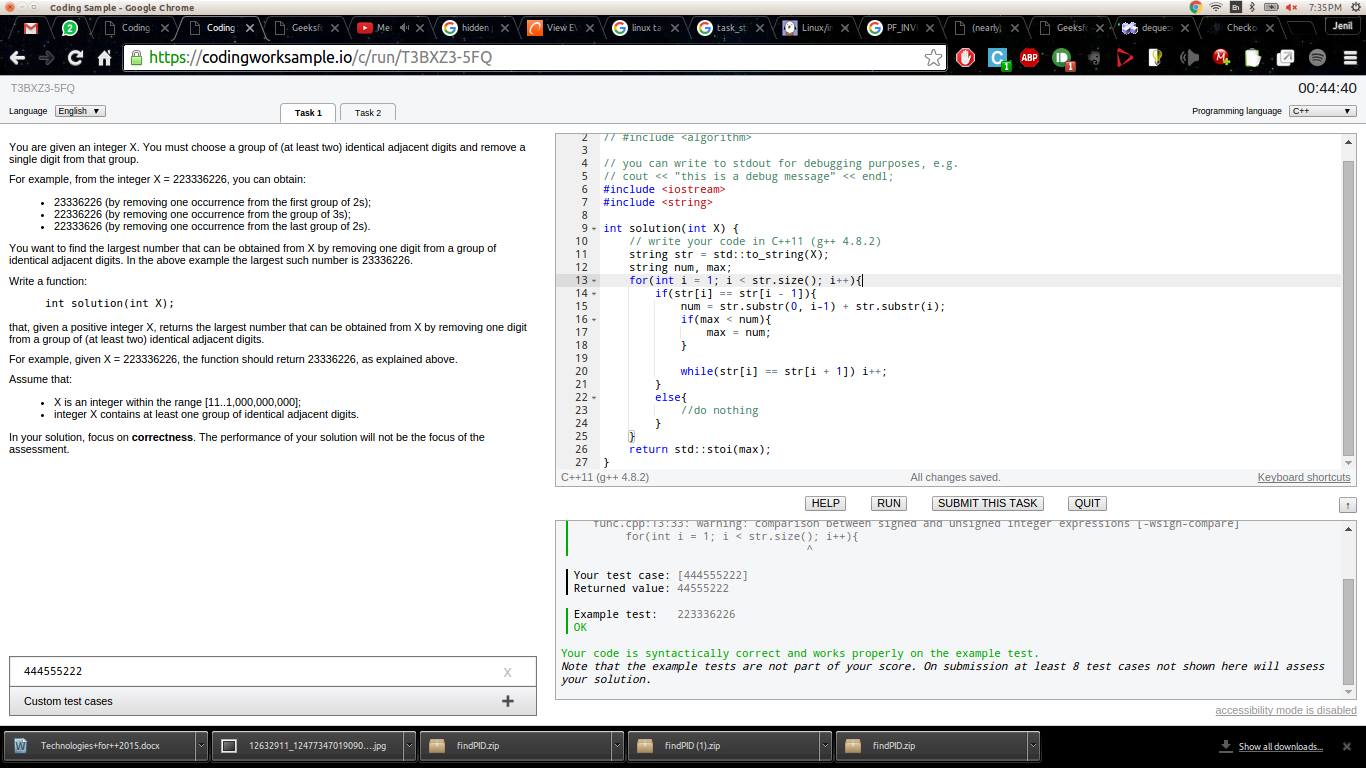 Coding Sample - Google Chrome
7:35PM
Coding
Coding
Geeksfo
hidden
View E
linux ta
task_st
Linux/in
PF_INV
(nearly
Geeksf
deque:
Checko
Jenil
https://codingworksample.io/c/run/T3BXZ3-5FQ
T3BXZ3-5FQ
00:44:40
Language English
Task 1
Task 2
Programming language C++
You are given an integer X. You must choose a group of (at least two) identical adjacent digits and remove a
single digit from that group.
For example, from the integer X = 223336226, you can obtain:
• 23336226 (by removing one occurrence from the first group of 2s);
• 22336226 (by removing one occurrence from the group of 3s);
• 22333626 (by removing one occurrence from the last group of 2s).
You want to find the largest number that can be obtained from X by removing one digit from a group of
identical adjacent digits. In the above example the largest such number is 23336226.
Write a function:
int solution(int X);
that, given a positive integer X, returns the largest number that can be obtained from X by removing one digit
from a group of (at least two) identical adjacent digits.
For example, given X = 223336226, the function should return 23336226, as explained above.
Assume that:
• X is an integer within the range [11..1,000,000,000];
• integer X contains at least one group of identical adjacent digits.
In your solution, focus on correctness. The performance of your solution will not be the focus of the
assessment.
444555222 x
Custom test cases +
2 // #include <algorithm>
3
4 // you can write to stdout for debugging purposes, e.g.
5 // cout << "this is a debug message" << endl;
6 #include <iostream>
7 #include <string>
8
9 int solution(int X) {
10 // write your code in C++11 (g++ 4.8.2)
11 string str = std::to_string(X);
12 string num, max;
13 for(int i = 1; i < str.size(); i++){
14 if(str[i] == str[i - 1]){
15 num = str.substr(0, i-1) + str.substr(i);
16 if(max < num){
17 max = num;
18 }
19
20 while(str[i] == str[i + 1]) i++;
21 }
22 else{
23 //do nothing
24 }
25 }
26 return std::stoi(max);
27 }
C++11 (g++ 4.8.2)
All changes saved.
Keyboard shortcuts
HELP
RUN
SUBMIT THIS TASK
QUIT
func.cpp:13:33: warning: comparison between signed and unsigned integer expressions [-Wsign-compare]
for(int i = 1; i < str.size(); i++){
^
Your test case: [444555222]
Returned value: 44555222
Example test: 223336226
OK
Your code is syntactically correct and works properly on the example test.
Note that the example tests are not part of your score. On submission at least 8 test cases not shown here will assess
your solution.
accessibility mode is disabled
Technologies+for++2015.docx
12632911_12477347019090....jpg
findPID.zip
findPID (1).zip
findPID.zip
Show all downloads...